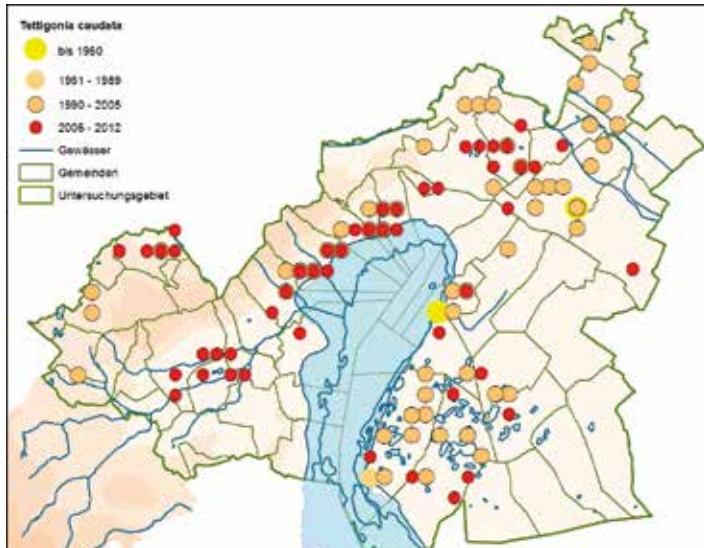 Tettigonia caudata
bis 1960
1961 - 1989
1990 - 2005
2006 - 2012
Gewässer
Gemeinden
Untersuchungsgebiet